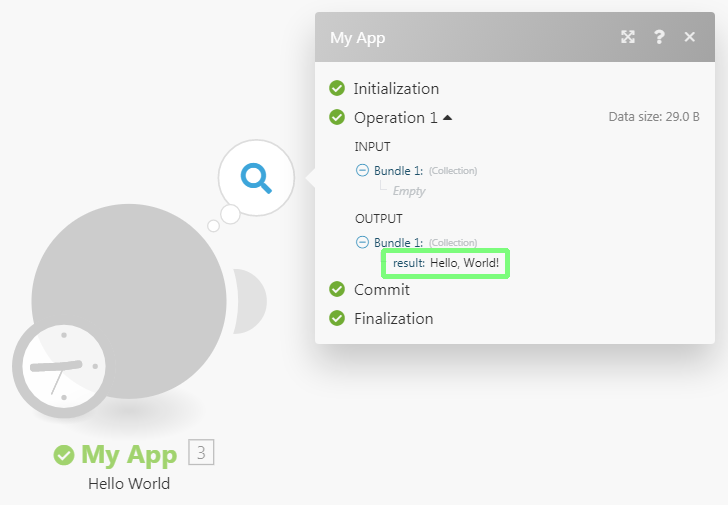 My App ?
Initialization
Operation 1 Data size: 29.0 B
INPUT
Bundle 1: (Collection)
Empty
OUTPUT
Bundle 1: (Collection)
result: Hello, World!
Commit
Finalization
My App 3
Hello World